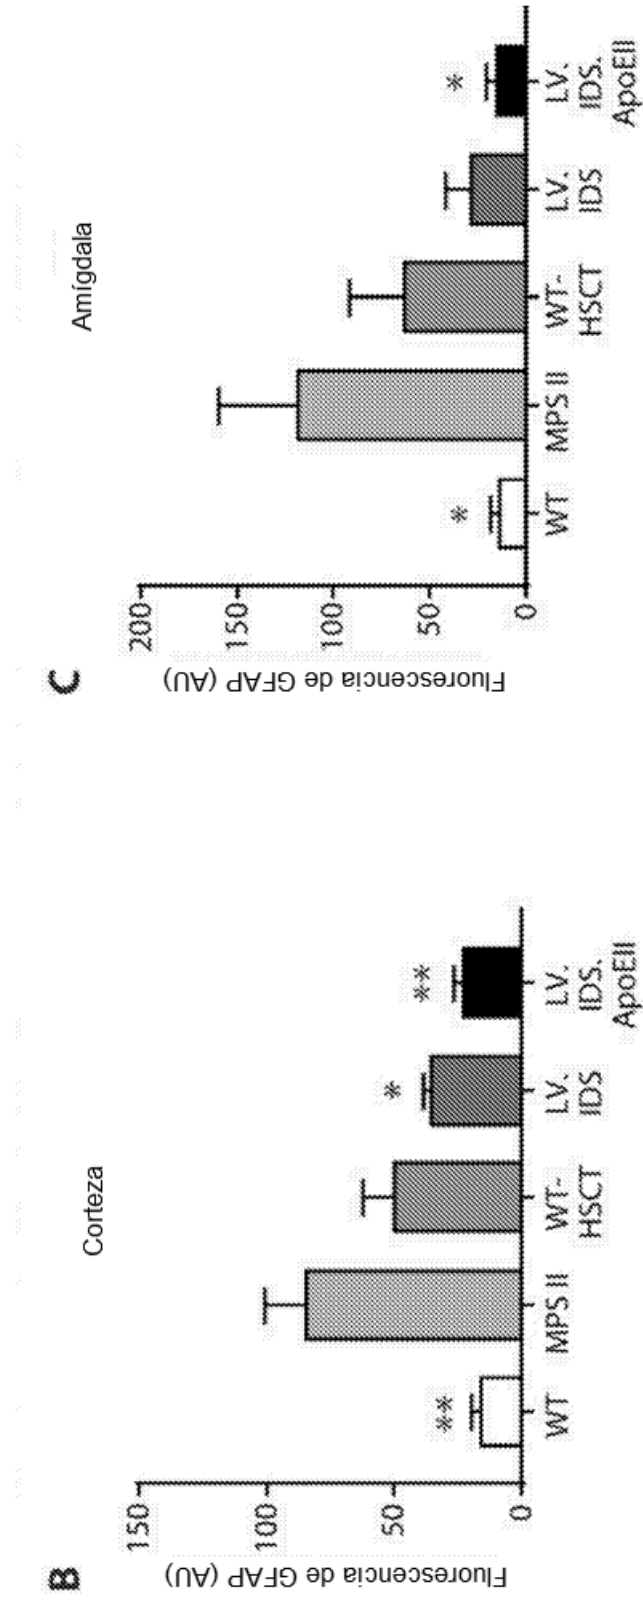 B
Corteza
Fluorescencia de GFAP (AU)
150
100
50
0
**
*
**
WT
MPS II
WT-
HSCT
LV.
IDS
LV.
IDS.
ApoEII
C
Amígdala
Fluorescencia de GFAP (AU)
200
150
100
50
0
*
*
WT
MPS II
WT-
HSCT
LV.
IDS
LV.
IDS.
ApoEII